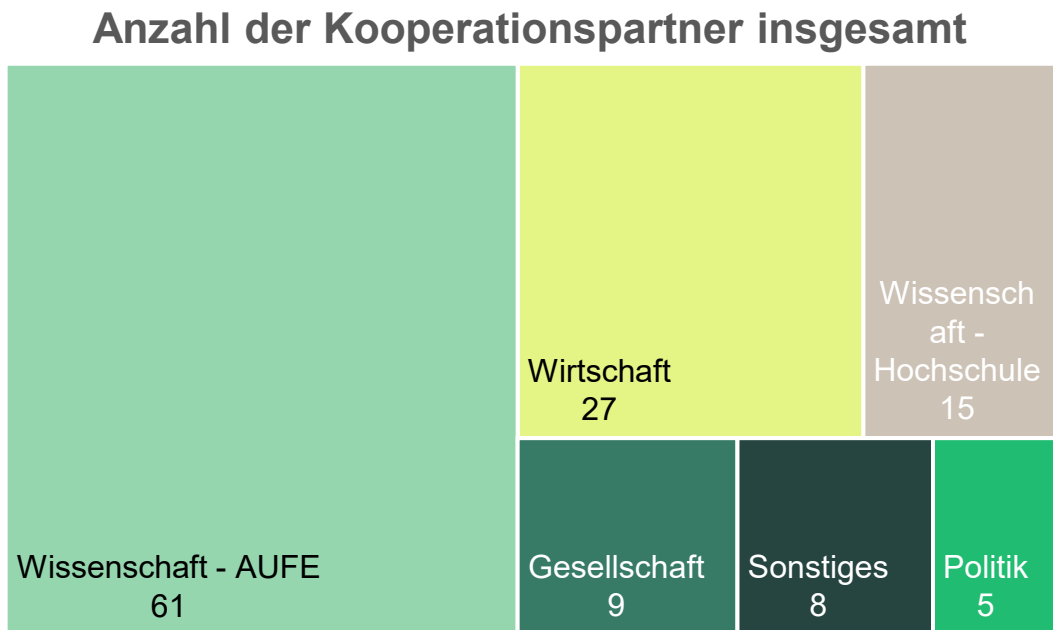 Anzahl der Kooperationspartner insgesamt
Wissenschaft - AUFE
61
Wirtschaft
27
Wissensch
aft -
Hochschule
15
Gesellschaft
9
Sonstiges
8
Politik
5